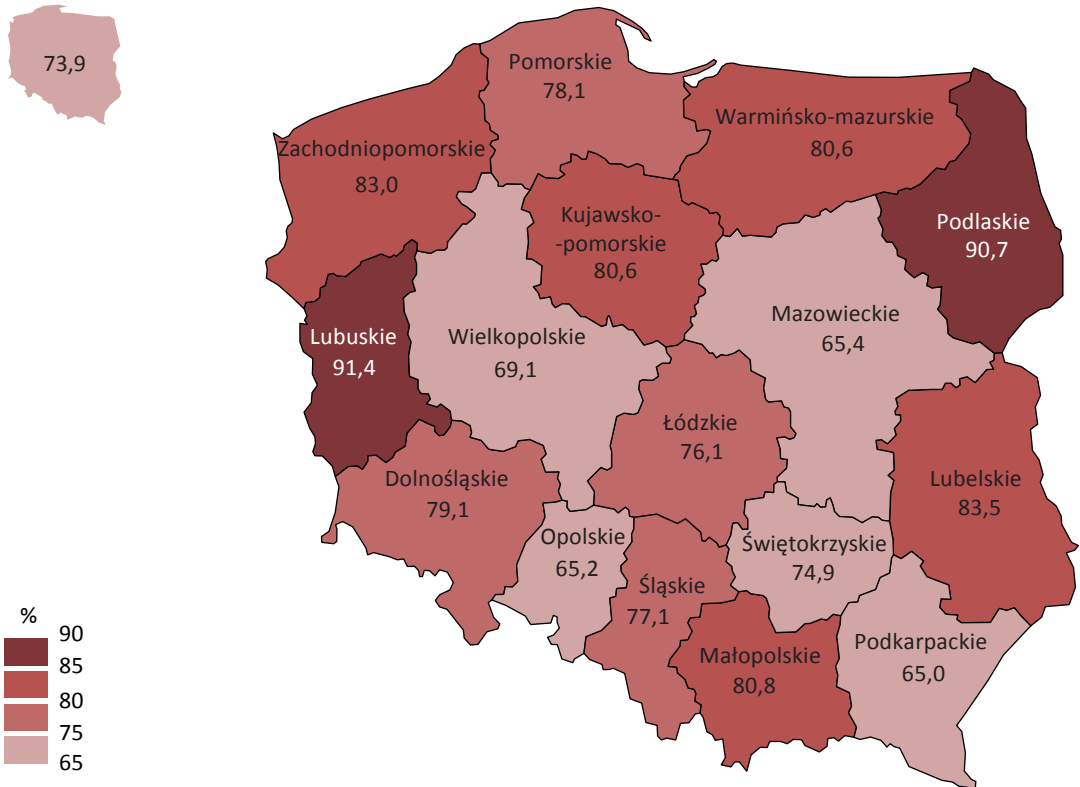 73,9
Pomorskie
78,1
Warmińsko-mazurskie
80,6
Zachodniopomorskie
83,0
Kujawsko-
-pomorskie
80,6
Podlaskie
90,7
Mazowieckie
65,4
Lubuskie
91,4
Wielkopolskie
69,1
Łódzkie
76,1
Dolnośląskie
79,1
Lubelskie
83,5
Opolskie
65,2
Świętokrzyskie
74,9
Śląskie
77,1
Małopolskie
80,8
Podkarpackie
65,0
%
90
85
80
75
65